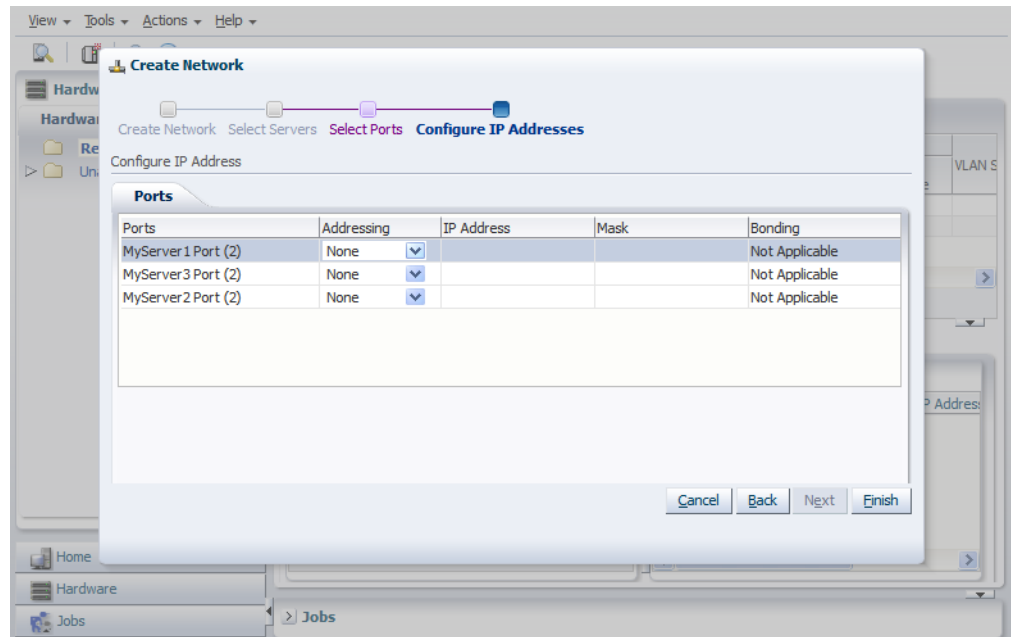 View Tools Actions Help
Create Network
Hardw
Hardwa
Create Network Select Servers Select Ports Configure IP Addresses
Re
Una
VLAN S
e
Configure IP Address
Ports
Ports Addressing IP Address Mask Bonding
MyServer1 Port (2) None Not Applicable
MyServer3 Port (2) None Not Applicable
MyServer2 Port (2) None Not Applicable
P Address
Cancel Back Next Finish
Home
Hardware
Jobs
Jobs